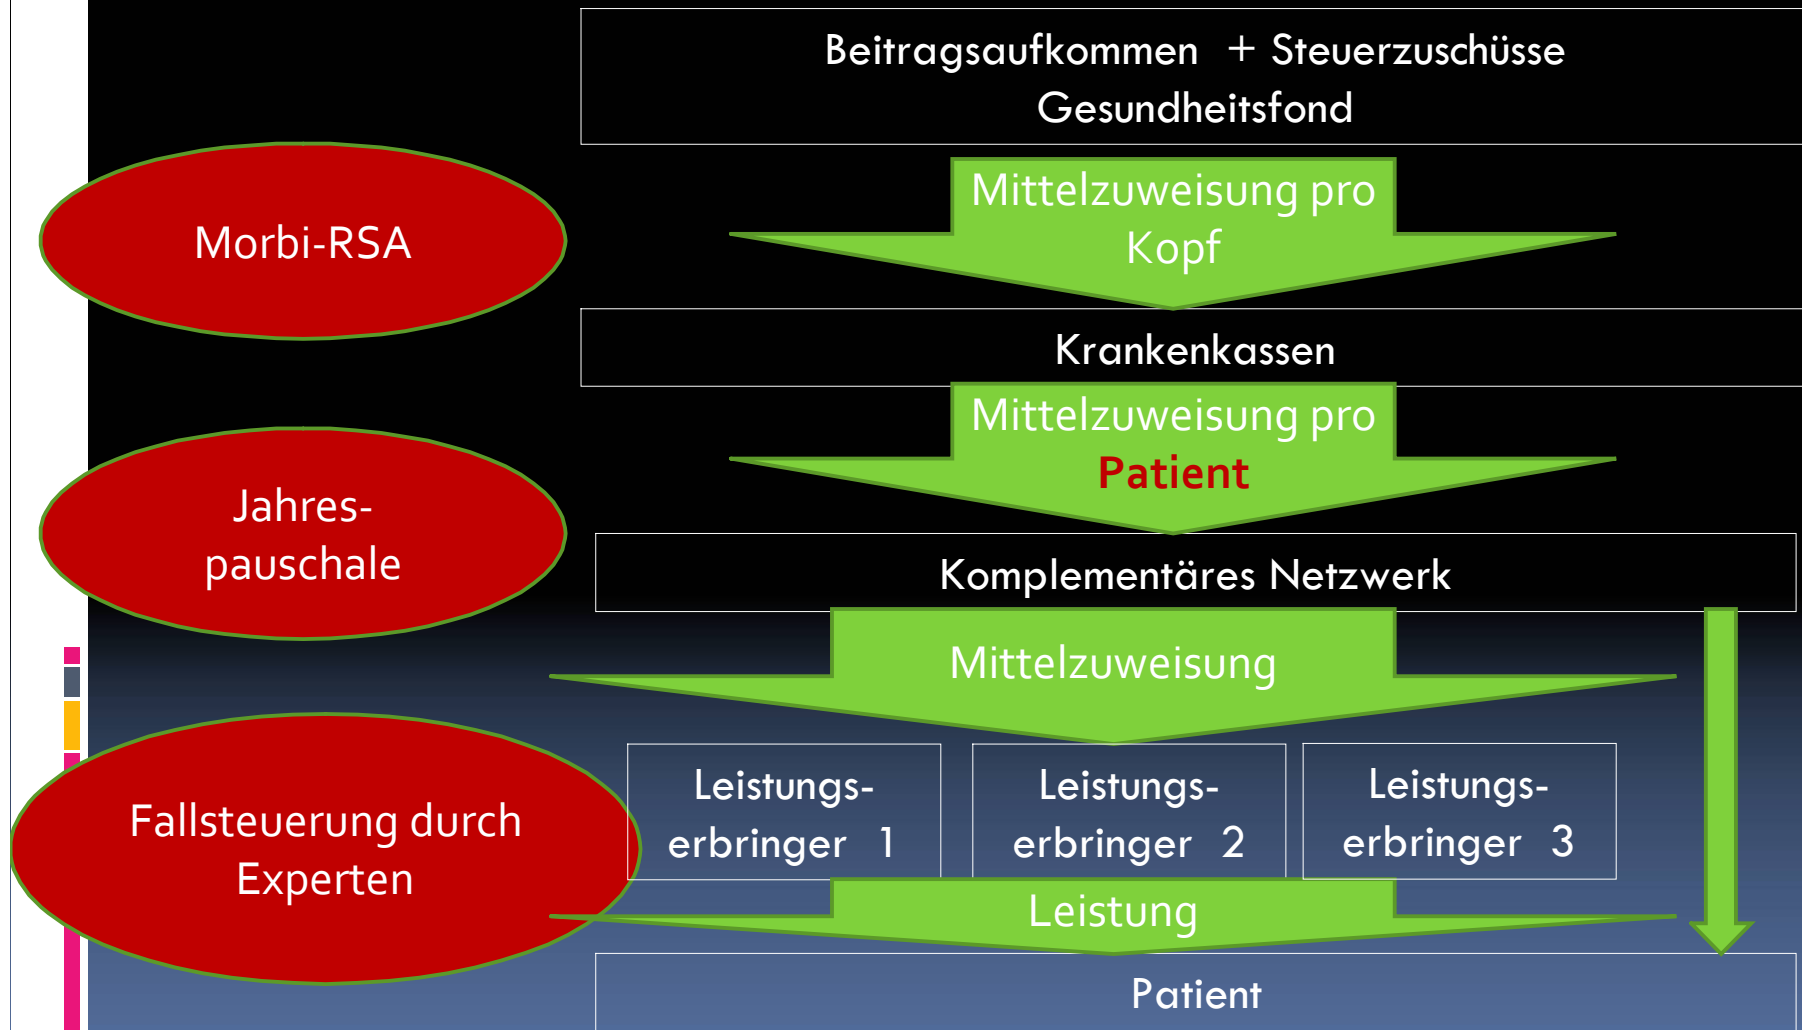 Beitragsaufkommen + Steuerzuschüsse
Gesundheitsfond
Morbi-RSA
Mittelzuweisung pro
Kopf
Krankenkassen
Mittelzuweisung pro
Patient
Jahres-
pauschale
Komplementäres Netzwerk
Mittelzuweisung
Fallsteuerung durch
Experten
Leistungs-
erbringer 1
Leistungs-
erbringer 2
Leistungs-
erbringer 3
Leistung
Patient